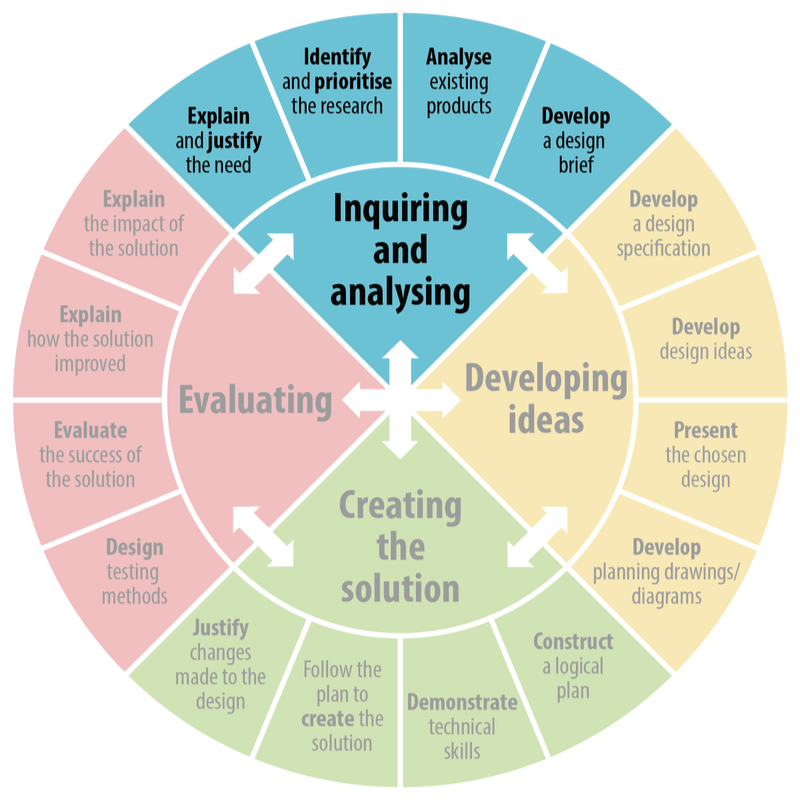 Explain
and justify
the need
Identify
and prioritise
the research
Analyse
existing
products
Develop
a design
brief
Inquiring
and
analysing
Develop
a design
specification
Develop
design ideas
Present
the chosen
design
Develop
planning drawings/
diagrams
Developing
ideas
Construct
a logical
plan
Demonstrate
technical
skills
Follow the
plan to
create the
solution
Justify
changes
made to the
design
Creating
the
solution
Design
testing
methods
Evaluate
the success of
the solution
Explain
how the solution
improved
Explain
the impact of
the solution
Evaluating